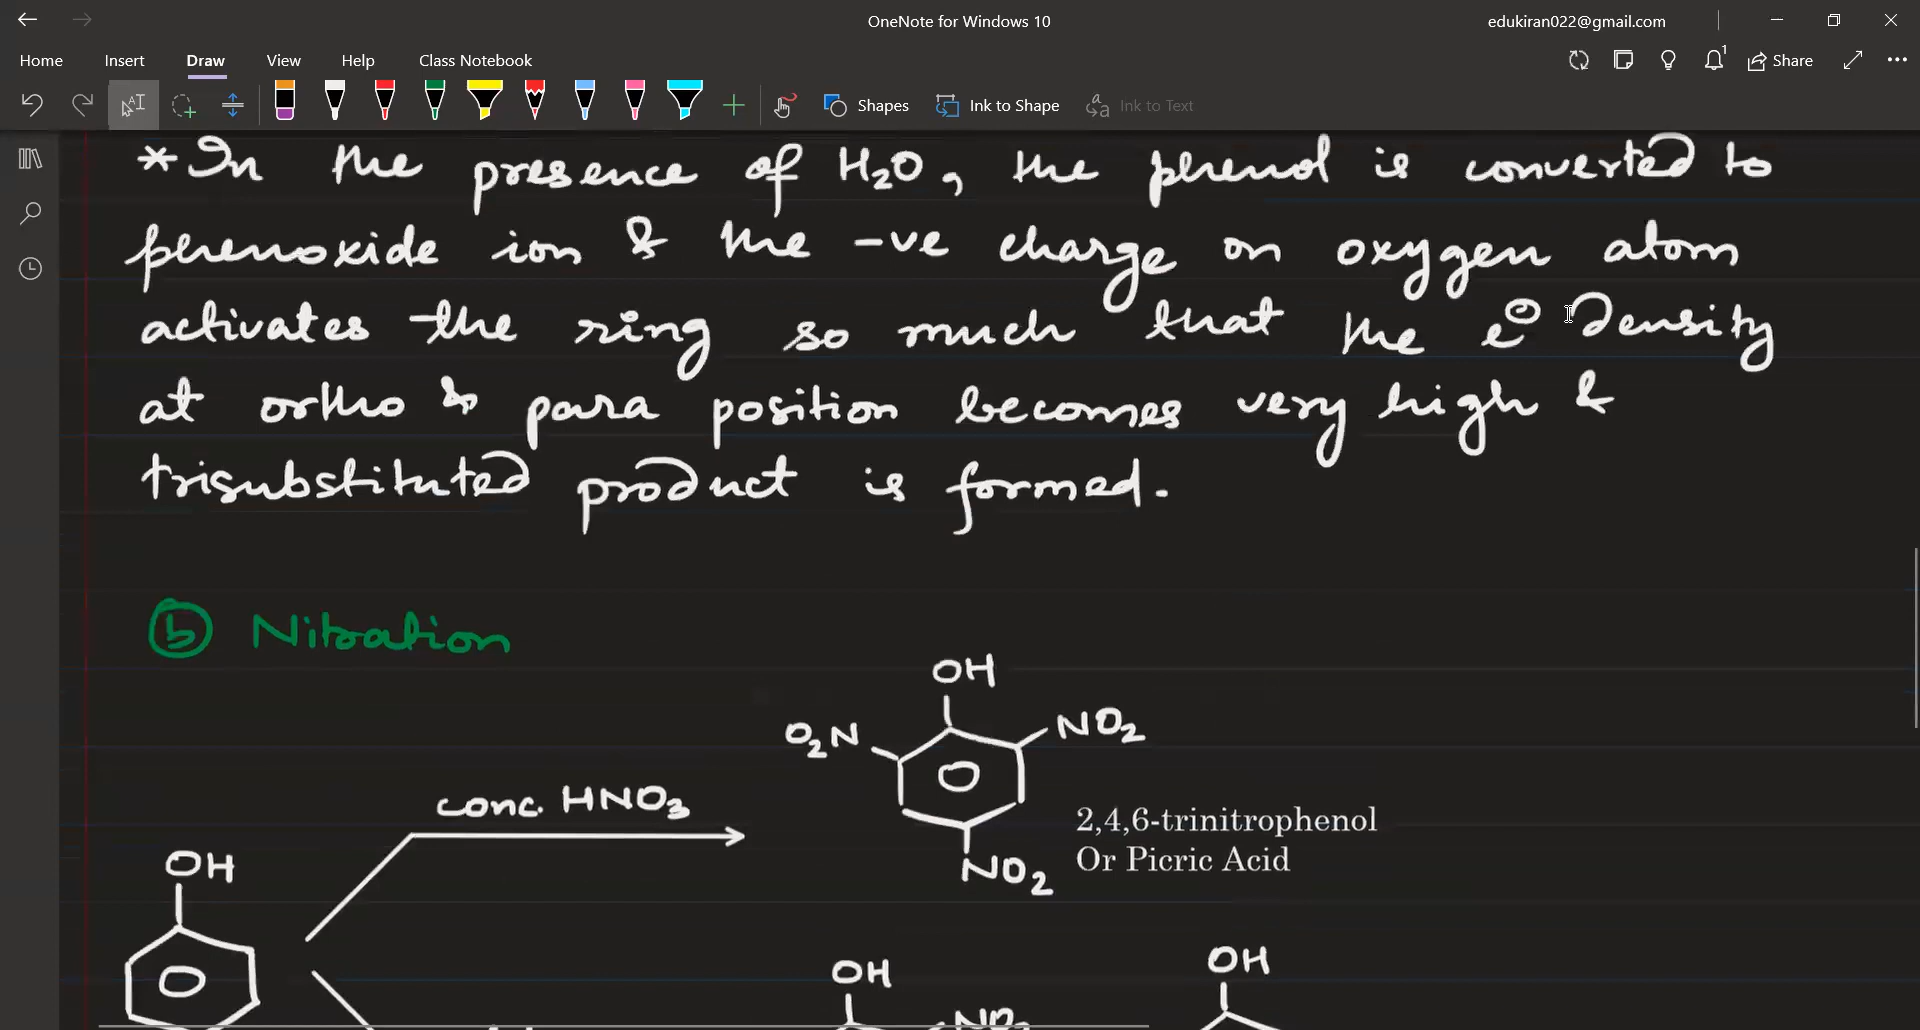 OneNote for Windows 10
edukiran022@gmail.com
Home Insert Draw View Help Class Notebook
1 Share
Shapes Ink to Shape Ink to Text
*In the presence of H₂O, the phenol is converted to
phenoxide ion & the -ve charge on oxygen atom
activates the ring so much that the e⊖ density
at ortho & para position becomes very high &
trisubstituted product is formed.
ⓑ Nitration
OH
O₂N NO₂
conc. HNO₃
2,4,6-trinitrophenol
Or Picric Acid
NO₂
OH
OH
OH
NO₂